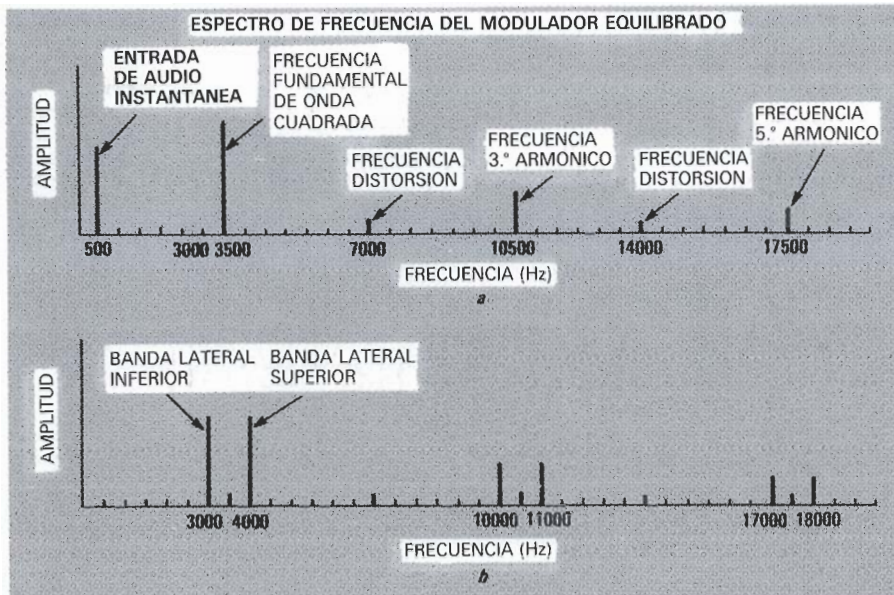 ESPECTRO DE FRECUENCIA DEL MODULADOR EQUILIBRADO
AMPLITUD
ENTRADA
DE AUDIO
INSTANTANEA
FRECUENCIA
FUNDAMENTAL
DE ONDA
CUADRADA
FRECUENCIA
DISTORSION
FRECUENCIA
3.º ARMONICO
FRECUENCIA
DISTORSION
FRECUENCIA
5.º ARMONICO
500 3000 3500 7000 10500 14000 17500
FRECUENCIA (Hz)
a
AMPLITUD
BANDA LATERAL
INFERIOR
BANDA LATERAL
SUPERIOR
3000 4000 10000 11000 17000 18000
FRECUENCIA (Hz)
b